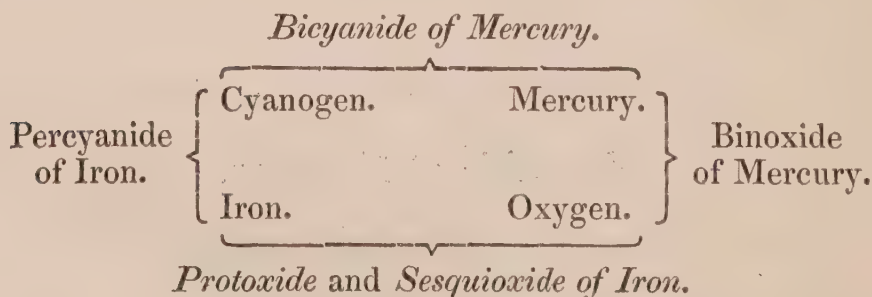 Bicyanide of Mercury.
Cyanogen. Mercury.
Percyanide
of Iron.
Binoxide
of Mercury.
Iron. Oxygen.
Protoxide and Sesquioxide of Iron.